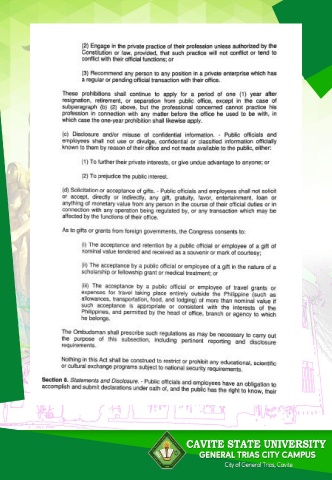 (2) Engage in the private practice of their profession unless authorized by the
Constitution or law, provided, that such practice will not conflict or tend to
conflict with their official functions; or
(3) Recommend any person to any position in a private enterprise which has
a regular or pending official transaction with their office.
These prohibitions shall continue to apply for a period of one (1) year after
resignation, retirement, or separation from public office, except in the case of
subparagraph (b) (2) above, but the professional concerned cannot practice his
profession in connection with any matter before the office he used to be with, in
which case the one-year prohibition shall likewise apply.
(c) Disclosure and/or misuse of confidential information. - Public officials and
employees shall not use or divulge, confidential or classified information officially
known to them by reason of their office and not made available to the public, either:
(1) To further their private interests, or give undue advantage to anyone; or
(2) To prejudice the public interest.
(d) Solicitation or acceptance of gifts. - Public officials and employees shall not solicit
or accept, directly or indirectly, any gift, gratuity, favor, entertainment, loan or
anything of monetary value from any person in the course of their official duties or in
connection with any operation being regulated by, or any transaction which may be
affected by the functions of their office.
As to gifts or grants from foreign governments, the Congress consents to:
(i) The acceptance and retention by a public official or employee of a gift of
nominal value tendered and received as a souvenir or mark of courtesy;
(ii) The acceptance by a public official or employee of a gift in the nature of a
scholarship or fellowship grant or medical treatment; or
(iii) The acceptance by a public official or employee of travel grants or
expenses for travel taking place entirely outside the Philippine (such as
allowances, transportation, food, and lodging) of more than nominal value if
such acceptance is appropriate or consistent with the interests of the
Philippines, and permitted by the head of office, branch or agency to which
he belongs.
The Ombudsman shall prescribe such regulations as may be necessary to carry out
the purpose of this subsection, including pertinent reporting and disclosure
requirements.
Nothing in this Act shall be construed to restrict or prohibit any educational, scientific
or cultural exchange programs subject to national security requirements.
Section 8. Statements and Disclosure. - Public officials and employees have an obligation to
accomplish and submit declarations under oath of, and the public has the right to know, their
CAVITE STATE UNIVERSITY
GENERAL TRIAS CITY CAMPUS
City of General Trias, Cavite